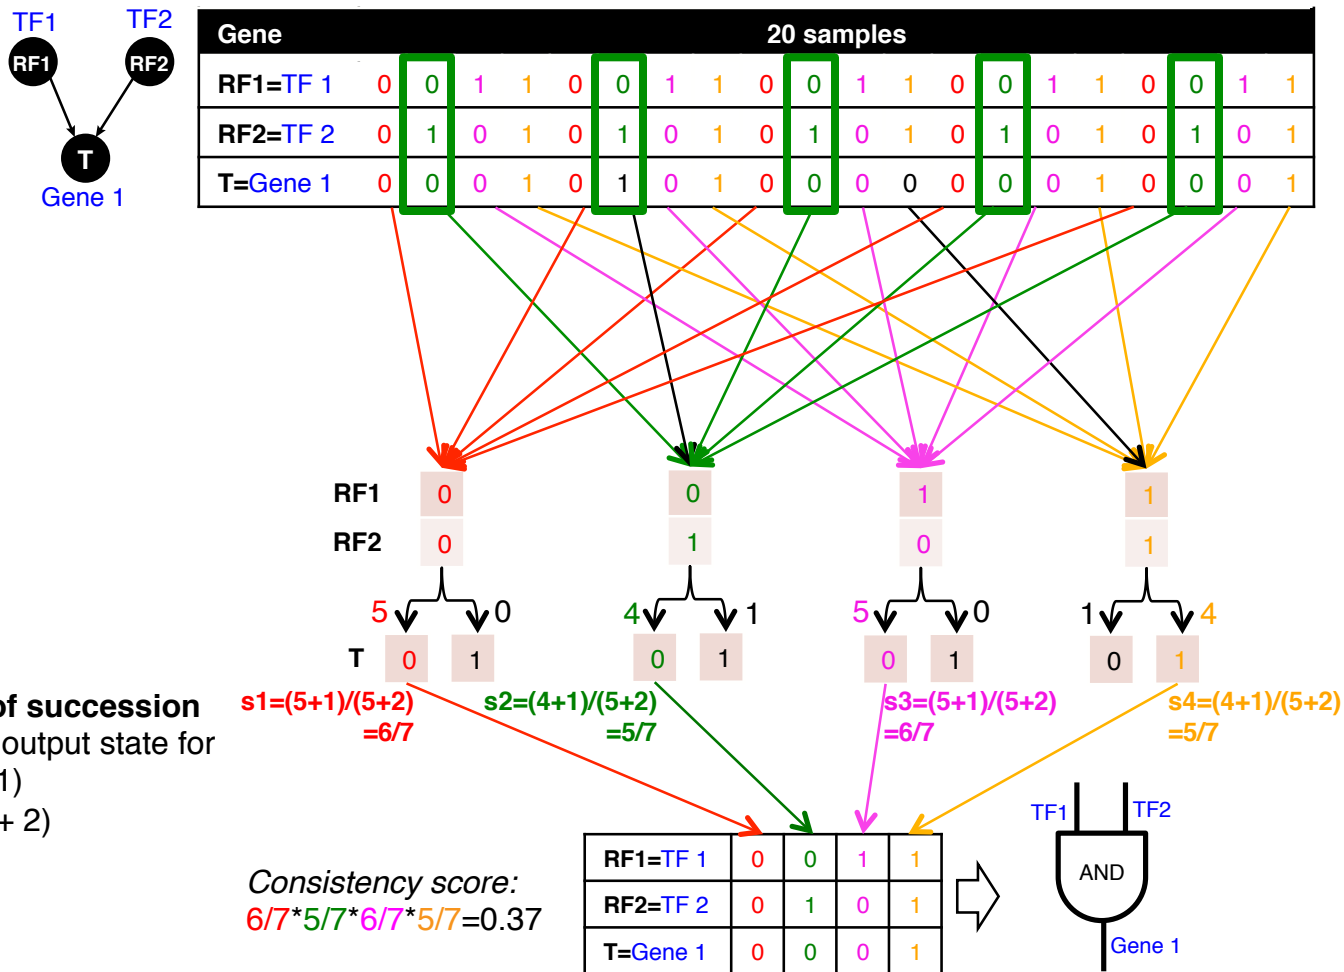 TF1 TF2
RF1 RF2
T
Gene 1
Gene 20 samples
RF1=TF 1 0 0 1 1 0 0 1 1 0 0 1 1 0 0 1 1 0 0 1 1
RF2=TF 2 0 1 0 1 0 1 0 1 0 1 0 1 0 1 0 1 0 1 0 1
T=Gene 1 0 0 0 1 0 1 0 1 0 0 0 0 0 0 0 1 0 0 0 1
RF1 0 0 1 1
RF2 0 1 0 1
5 0 4 1 5 0 1 4
T 0 1 0 1 0 1 0 1
s1=(5+1)/(5+2) s2=(4+1)/(5+2) s3=(5+1)/(5+2) s4=(4+1)/(5+2)
=6/7 =5/7 =6/7 =5/7
of succession
output state for
1)
+ 2)
Consistency score:
6/7*5/7*6/7*5/7=0.37
RF1=TF 1 0 0 1 1
RF2=TF 2 0 1 0 1
T=Gene 1 0 0 0 1
TF1 TF2
AND
Gene 1